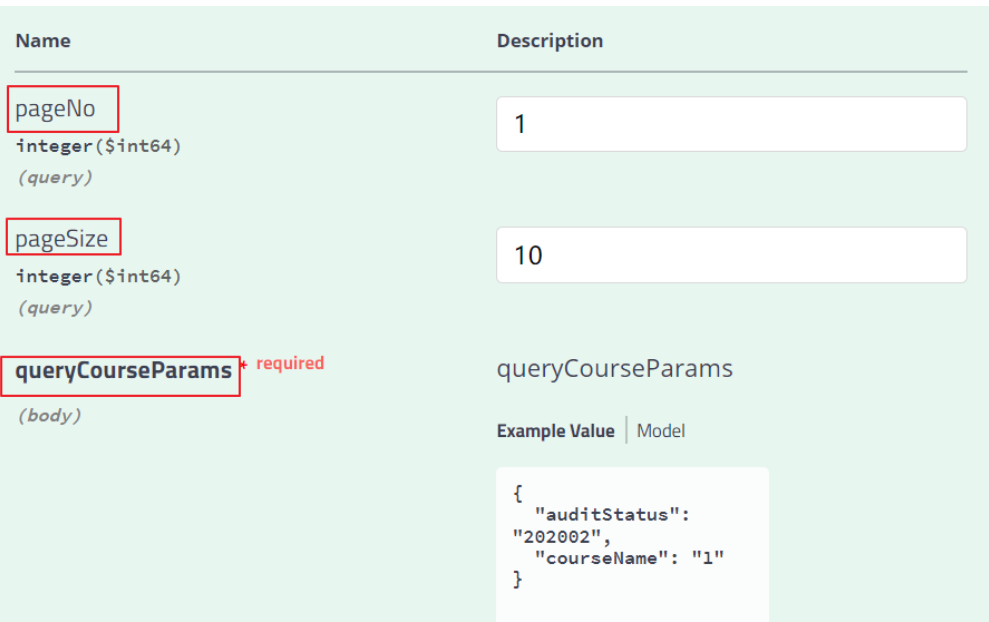 Name Description
pageNo
1
integer($int64)
(query)
pageSize
10
integer($int64)
(query)
queryCourseParams * required
(body)
queryCourseParams
Example Value | Model
{
  "auditStatus":
"202002",
  "courseName": "1"
}